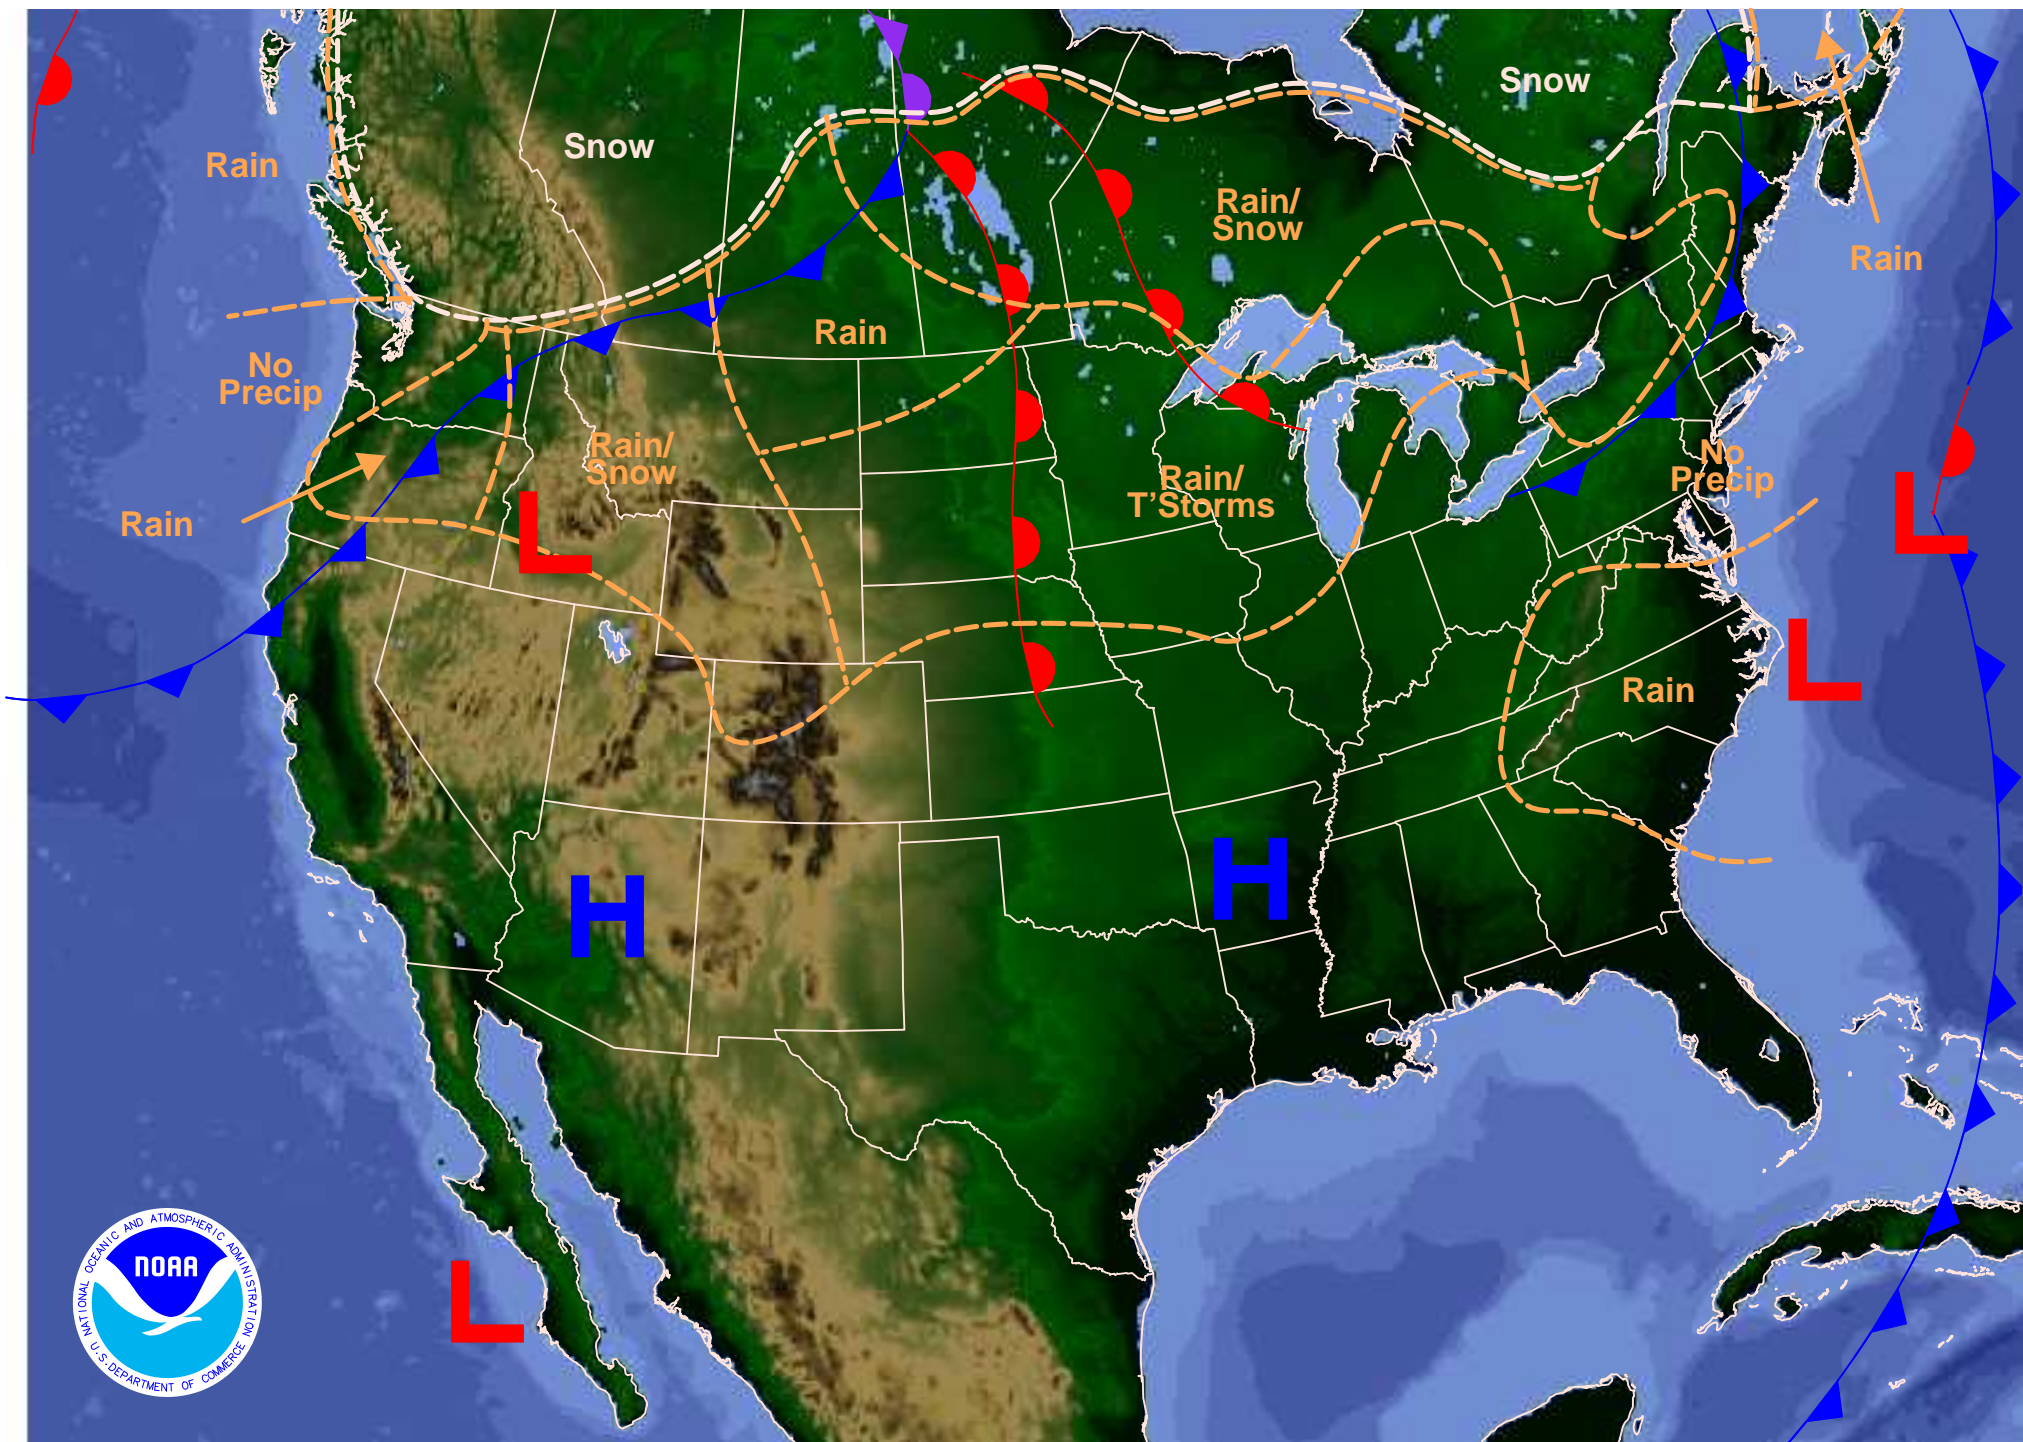 Snow
Snow
Rain
Rain/
Snow
Rain
Rain
No
Precip
Rain/
Snow
No
Precip
Rain/
T'Storms
Rain
L
L
L
Rain
H
H
L
NATIONAL OCEANIC AND ATMOSPHERIC ADMINISTRATION
NOAA
U.S. DEPARTMENT OF COMMERCE